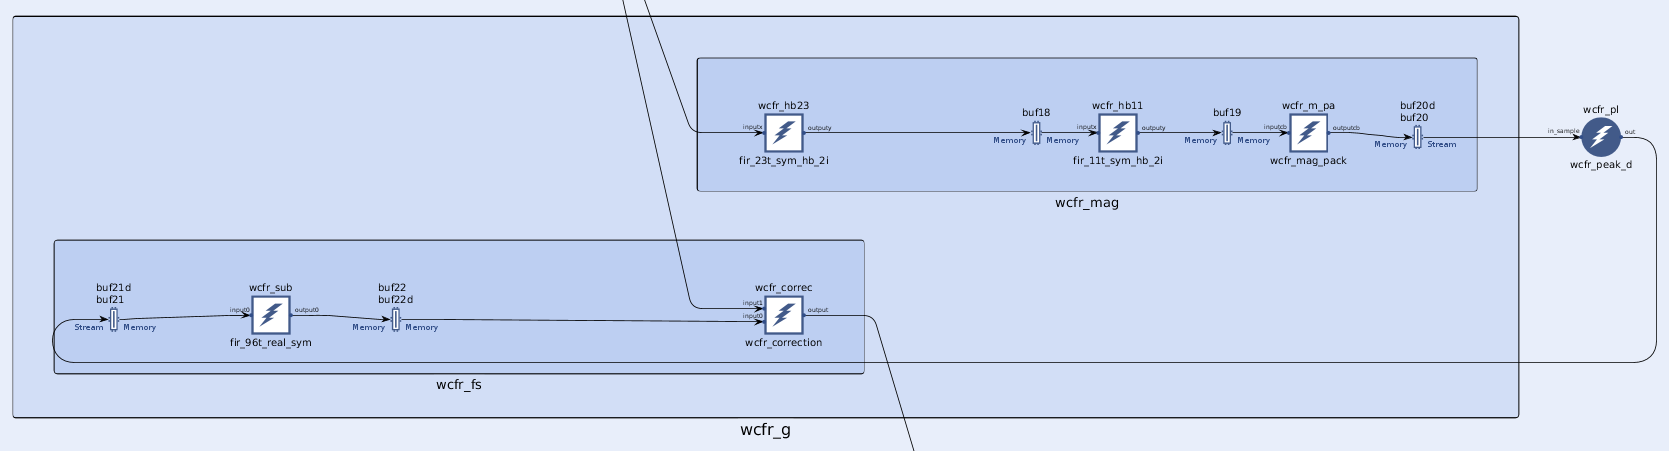 wcfr_hb23
inputx
outputy
fir_23t_sym_hb_2i
buf18
Memory
Memory
wcfr_hb11
inputx
outputy
fir_11t_sym_hb_2i
buf19
Memory
Memory
wcfr_m_pa
inputcb
outputcb
wcfr_mag_pack
buf20d
buf20
Memory
Stream
wcfr_pl
in_sample
out
wcfr_peak_d
wcfr_mag
buf21d
buf21
Stream
Memory
wcfr_sub
input0
output0
fir_96t_real_sym
buf22
buf22d
Memory
Memory
wcfr_correc
input1
input0
output
wcfr_correction
wcfr_fs
wcfr_g